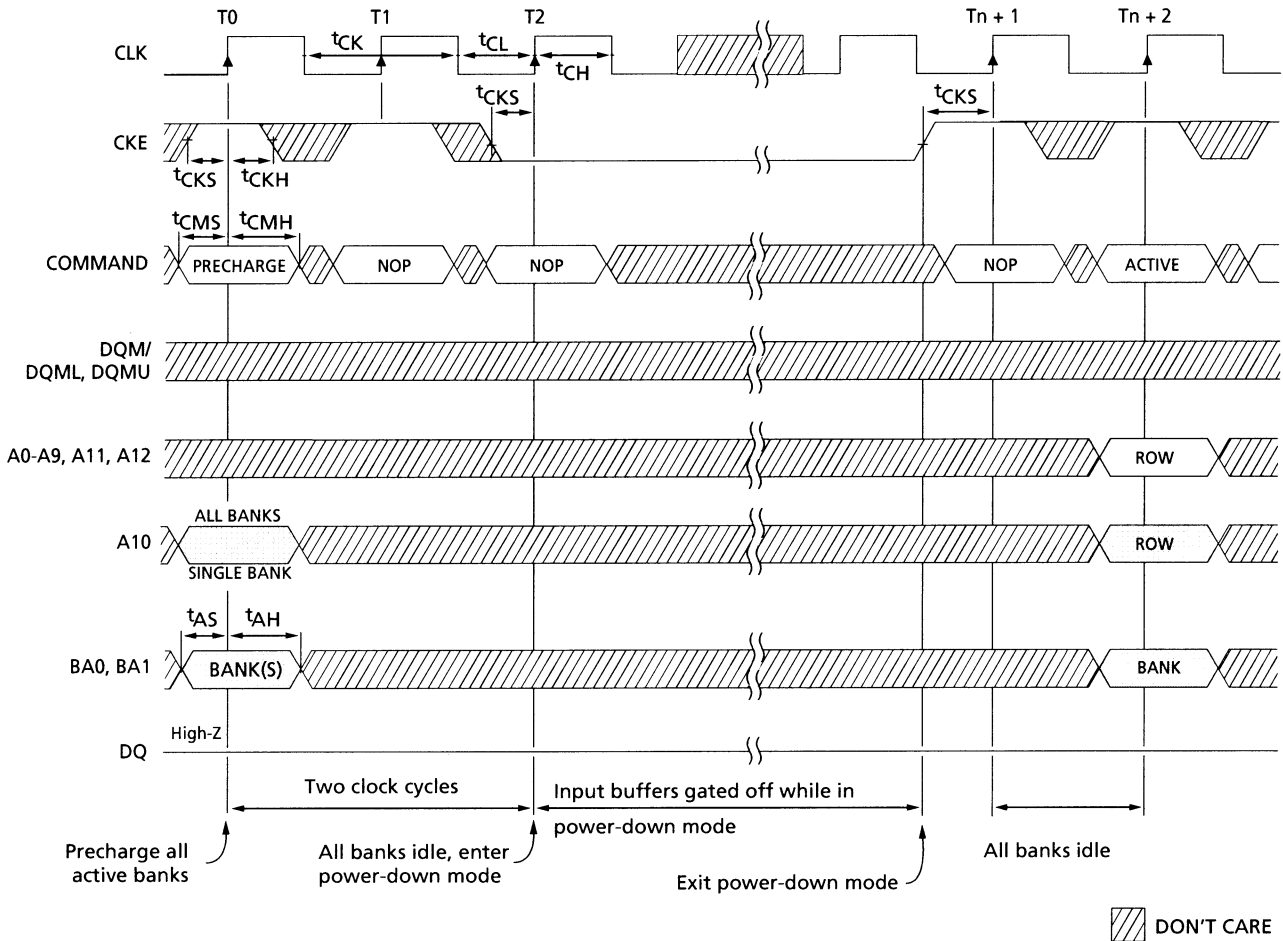 T0 T1 T2 Tn + 1 Tn + 2
CLK tCK tCL tCH
tCKS tCKS
CKE
tCKS tCKH
tCMS tCMH
COMMAND PRECHARGE NOP NOP NOP ACTIVE
DQM/
DQML, DQMU
A0-A9, A11, A12 ROW
ALL BANKS
A10 ROW
SINGLE BANK
tAS tAH
BA0, BA1 BANK(S) BANK
High-Z
DQ
Two clock cycles
Input buffers gated off while in
power-down mode
Precharge all
active banks
All banks idle, enter
power-down mode
Exit power-down mode
All banks idle
DON'T CARE